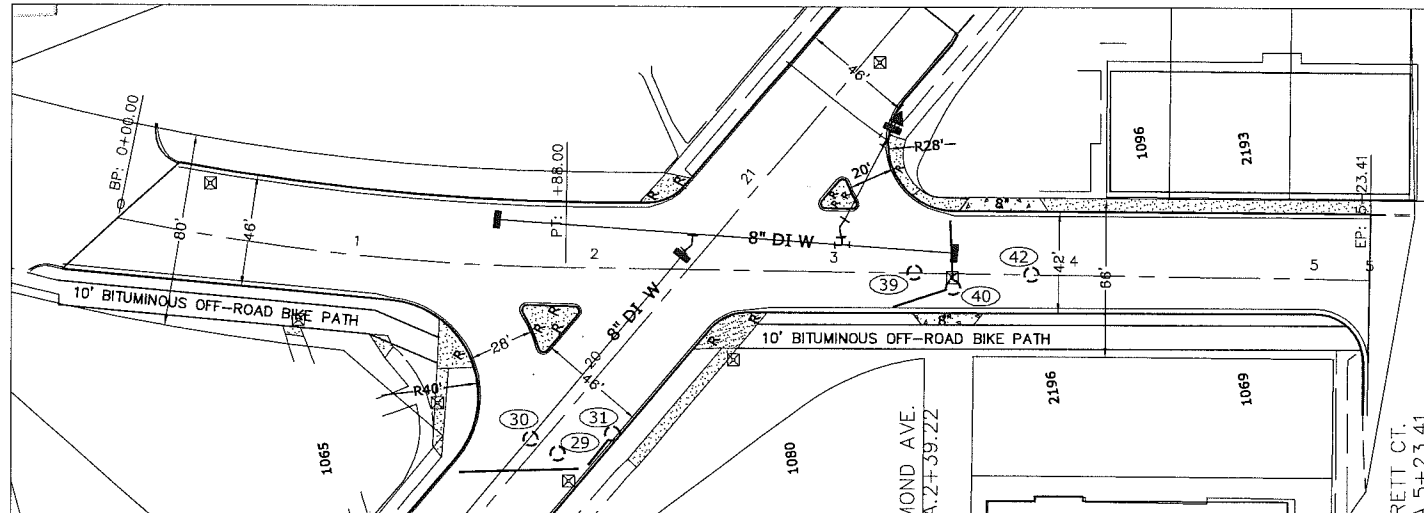 BP: 0+00.00
80'
46'
1
PT: +88.00
2
R
46'
21
20'
R28'
R
R
R
8" DI W
3
8"
42'
4
66'
5
5
EP: 5+23.41
1096
2193
39
40
42
10' BITUMINOUS OFF-ROAD BIKE PATH
R
28'
R40'
R
R
R
8" DI W
20
46'
30
29
31
R
8"
10' BITUMINOUS OFF-ROAD BIKE PATH
1065
1080
2196
1069
MOND AVE.
A.2+39.22
RETT CT.
A.5+23.41